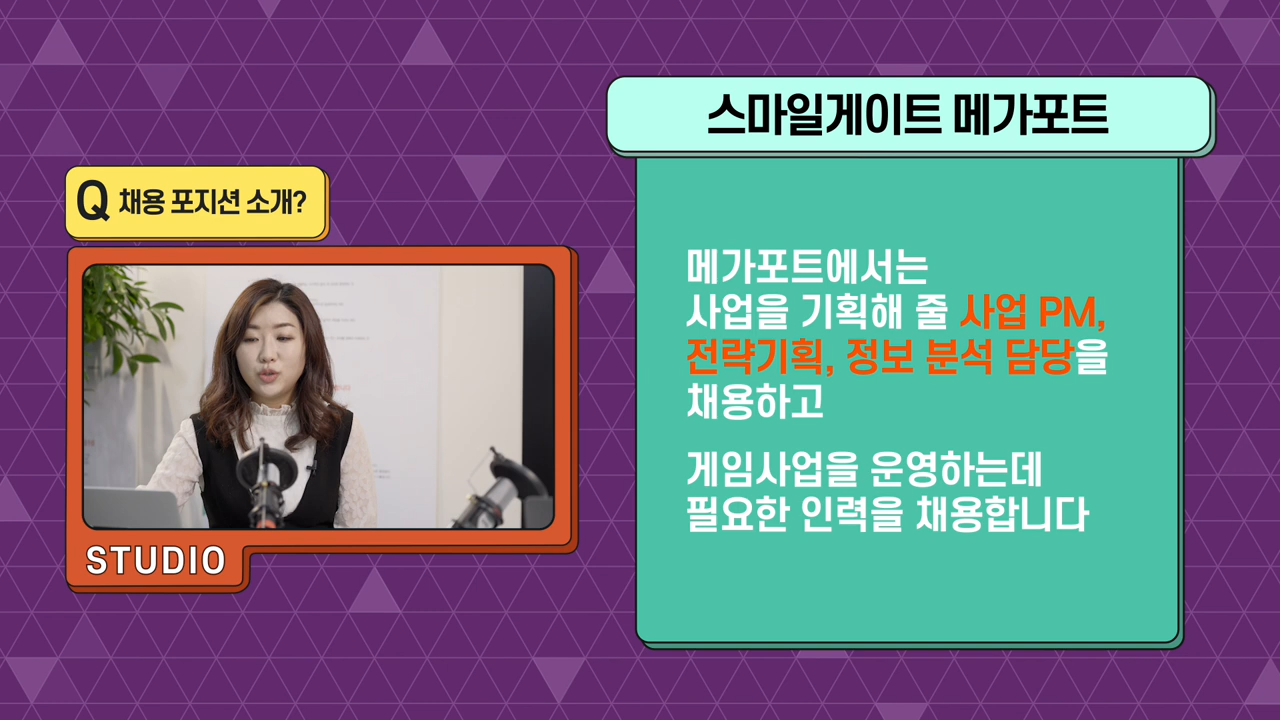 스마일게이트 메가포트
Q 채용 포지션 소개?
메가포트에서는
사업을 기획해 줄 사업 PM,
전략기획, 정보 분석 담당을
채용하고
게임사업을 운영하는데
필요한 인력을 채용합니다
STUDIO